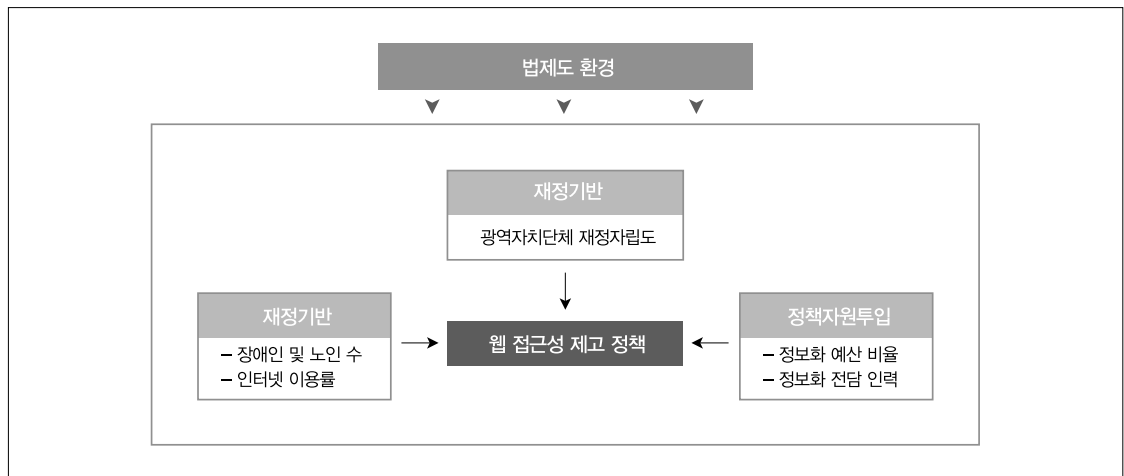 법제도 환경
재정기반
광역자치단체 재정자립도
재정기반
– 장애인 및 노인 수
– 인터넷 이용률
웹 접근성 제고 정책
정책자원투입
– 정보화 예산 비율
– 정보화 전담 인력